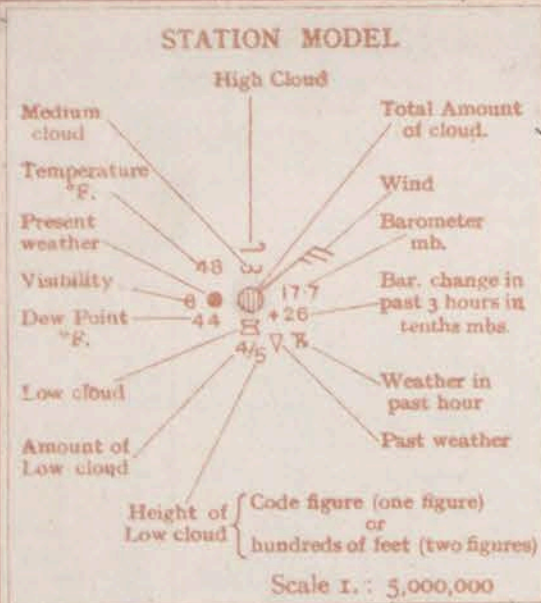 STATION MODEL
High Cloud
Medium
cloud
Total Amount
of cloud.
Temperature
°F.
Wind
Present
weather
Barometer
mb.
48
Visibility
8
17·7
Bar. change in
past 3 hours in
tenths mbs.
Dew Point
°F.
44
+26
4/5
Low cloud
Weather in
past hour
Amount of
Low cloud
Past weather
Height of
Low cloud
Code figure (one figure)
or
hundreds of feet (two figures)
Scale 1.: 5,000,000